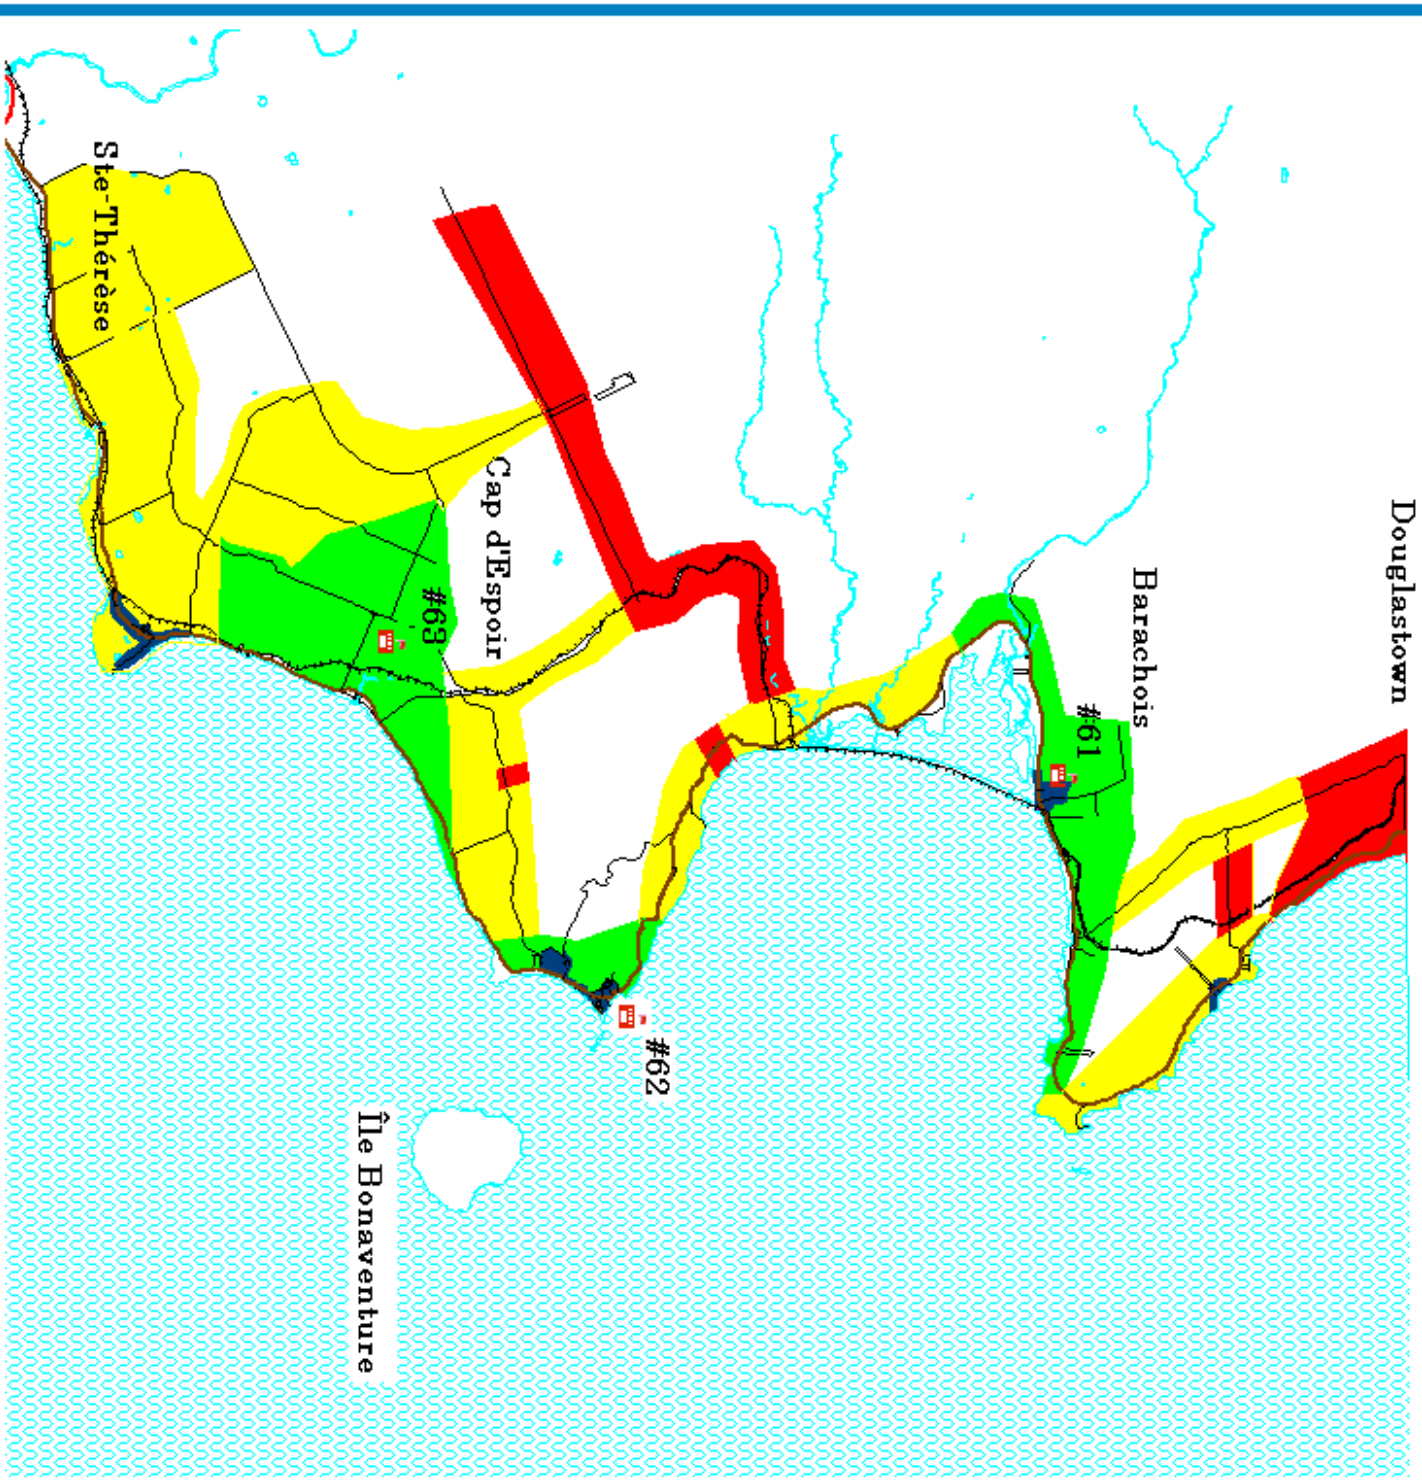 Douglastown
Barachois
#61
Cap d'Espoir
#63
#62
Ste-Thérèse
Île Bonaventure